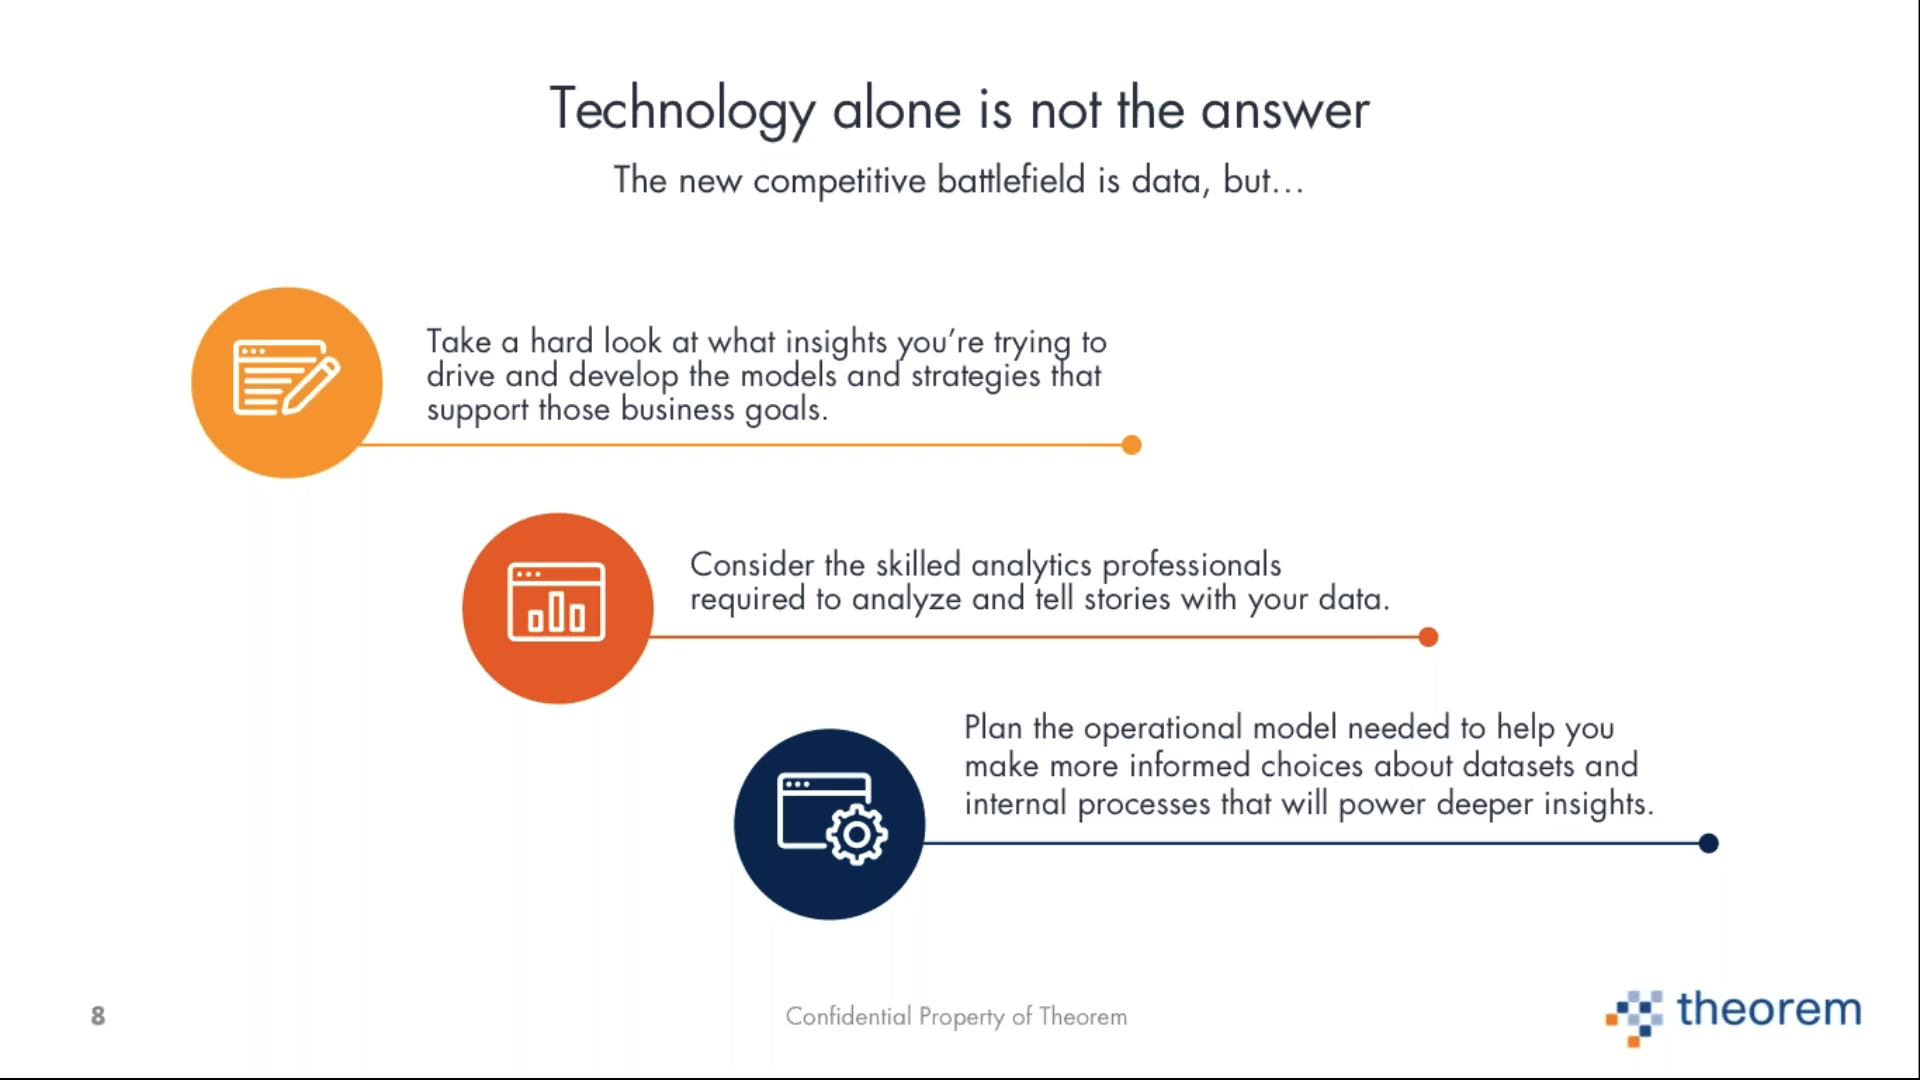 Technology alone is not the answer
The new competitive battlefield is data, but...
Take a hard look at what insights you’re trying to
drive and develop the models and strategies that
support those business goals.
Consider the skilled analytics professionals
required to analyze and tell stories with your data.
Plan the operational model needed to help you
make more informed choices about datasets and
internal processes that will power deeper insights.
8
Confidential Property of Theorem
theorem